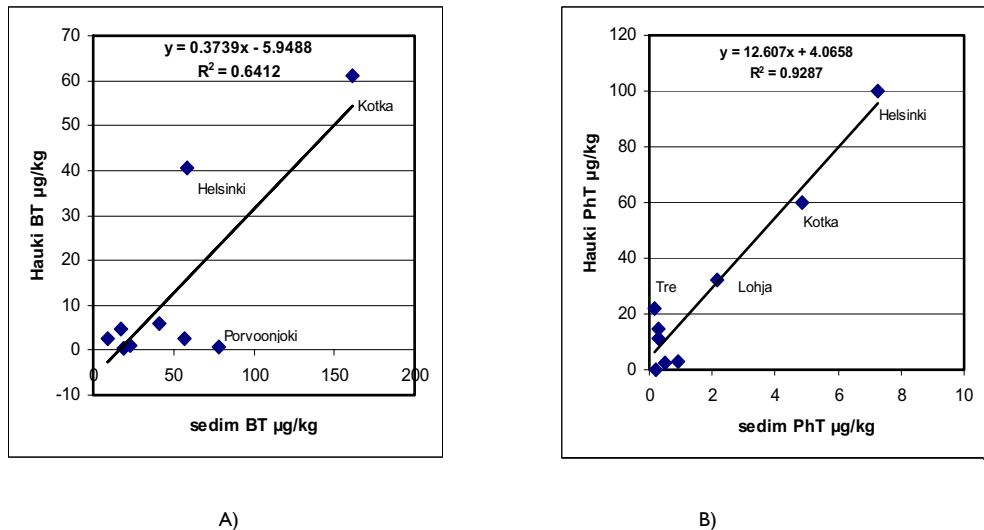 y = 0.3739x - 5.9488
R² = 0.6412
70
60
50
40
30
20
10
0
-10
Hauki BT µg/kg
Kotka
Helsinki
Porvoonjoki
0 50 100 150 200
sedim BT µg/kg
A)
y = 12.607x + 4.0658
R² = 0.9287
120
100
80
60
40
20
0
Hauki PhT µg/kg
Helsinki
Kotka
Tre
Lohja
0 2 4 6 8 10
sedim PhT µg/kg
B)